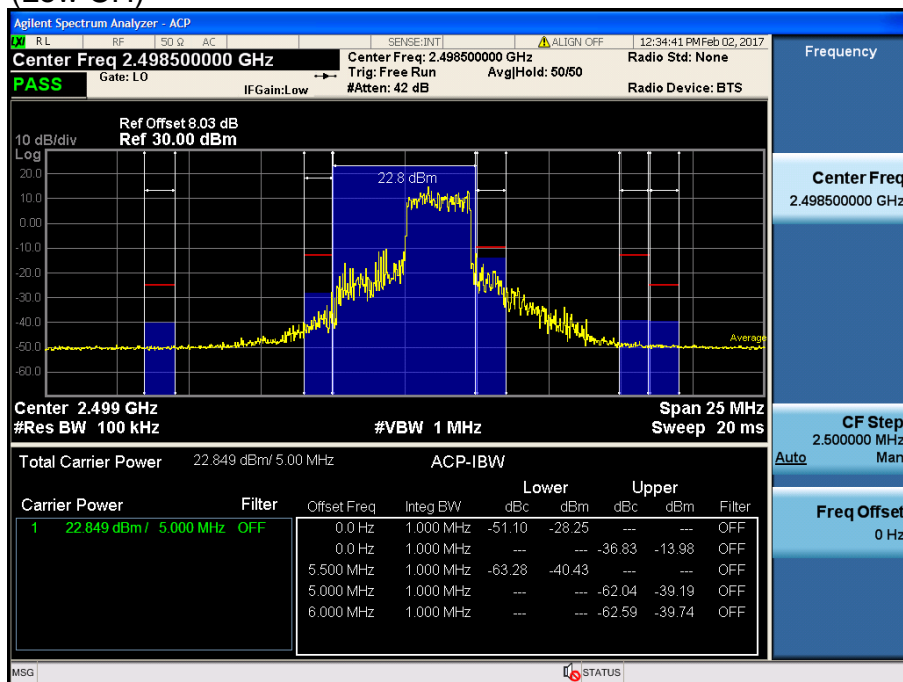 Agilent Spectrum Analyzer - ACP
LXI RL RF 50 Ω AC SENSE:INT ALIGN OFF 12:34:41 PM Feb 02, 2017
Center Freq 2.498500000 GHz Center Freq: 2.498500000 GHz Radio Std: None
Gate: LO Trig: Free Run Avg|Hold: 50/50
PASS IFGain:Low #Atten: 42 dB Radio Device: BTS
Frequency
Ref Offset 8.03 dB
10 dB/div Ref 30.00 dBm
Log
20.0
10.0
0.00
-10.0
-20.0
-30.0
-40.0
-50.0
-60.0
22.8 dBm
Average
Center Freq
2.498500000 GHz
Center 2.499 GHz Span 25 MHz
#Res BW 100 kHz #VBW 1 MHz Sweep 20 ms
CF Step
2.500000 MHz
Auto Man
Freq Offset
0 Hz
Total Carrier Power 22.849 dBm/ 5.00 MHz ACP-IBW
Lower Upper
Carrier Power Filter Offset Freq Integ BW dBc dBm dBc dBm Filter
1 22.849 dBm / 5.000 MHz OFF 0.0 Hz 1.000 MHz -51.10 -28.25 --- --- OFF
0.0 Hz 1.000 MHz --- --- -36.83 -13.98 OFF
5.500 MHz 1.000 MHz -63.28 -40.43 --- --- OFF
5.000 MHz 1.000 MHz --- --- -62.04 -39.19 OFF
6.000 MHz 1.000 MHz --- --- -62.59 -39.74 OFF
MSG STATUS